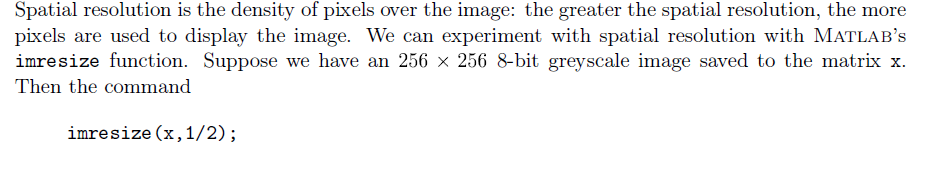 Spatial resolution is the density of pixels over the image: the greater the spatial resolution, the more
pixels are used to display the image. We can experiment with spatial resolution with MATLAB's
imresize function. Suppose we have an 256 × 256 8-bit greyscale image saved to the matrix x.
Then the command
imresize(x,1/2);